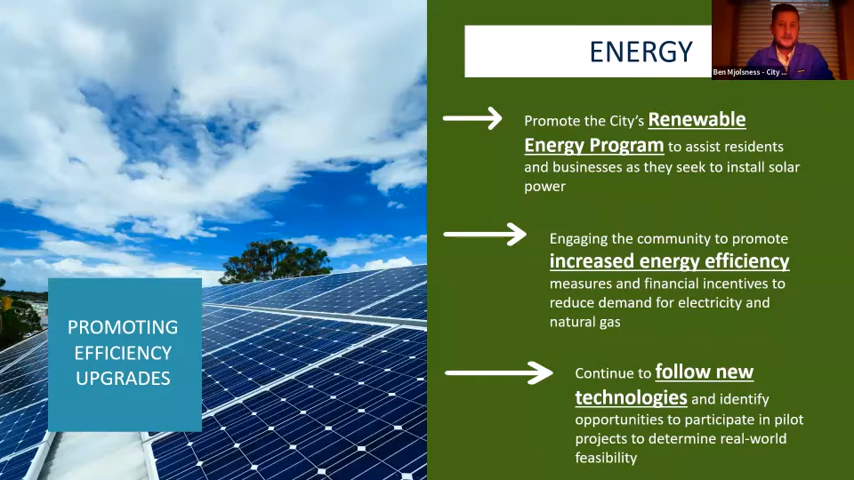 ENERGY
Ben Mjolsness - City ...
Promote the City's Renewable
Energy Program to assist residents
and businesses as they seek to install solar
power
Engaging the community to promote
increased energy efficiency
measures and financial incentives to
reduce demand for electricity and
natural gas
PROMOTING
EFFICIENCY
UPGRADES
Continue to follow new
technologies and identify
opportunities to participate in pilot
projects to determine real-world
feasibility